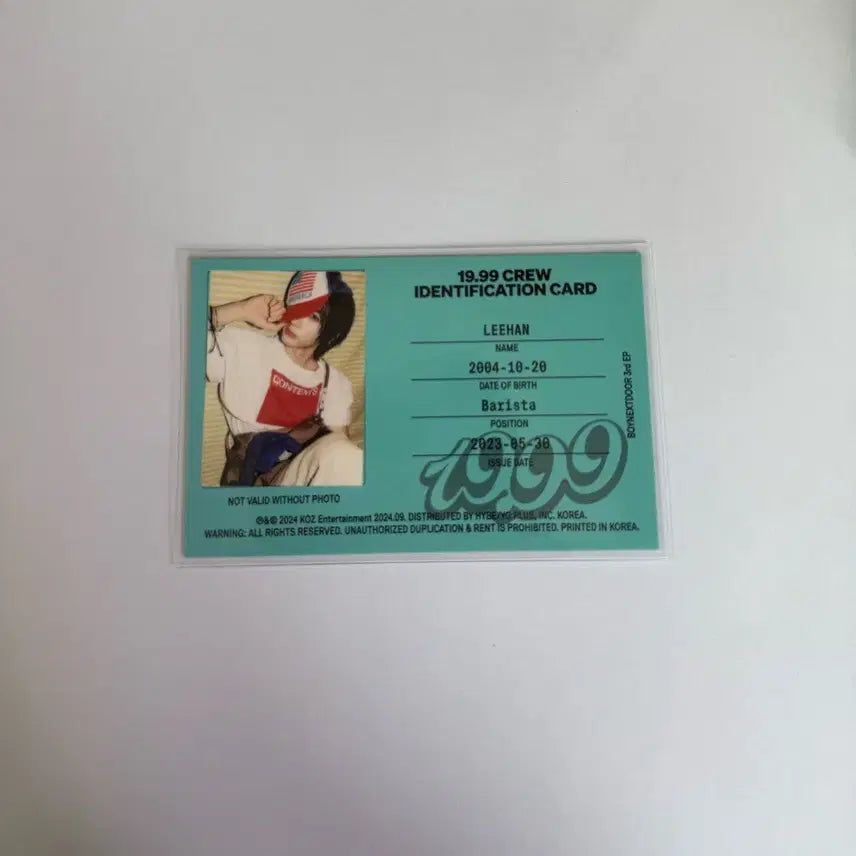 19.99 CREW
IDENTIFICATION CARD
LEEHAN
NAME
2004-10-20
DATE OF BIRTH
Barista
POSITION
2023-05-30
ISSUE DATE
19.99
BOYNEXTDOOR 3rd EP
CONTENTS
NOT VALID WITHOUT PHOTO
℗&© 2024 KOZ Entertainment 2024.09. DISTRIBUTED BY HYBE/YG PLUS, INC. KOREA.
WARNING: ALL RIGHTS RESERVED. UNAUTHORIZED DUPLICATION & RENT IS PROHIBITED. PRINTED IN KOREA.